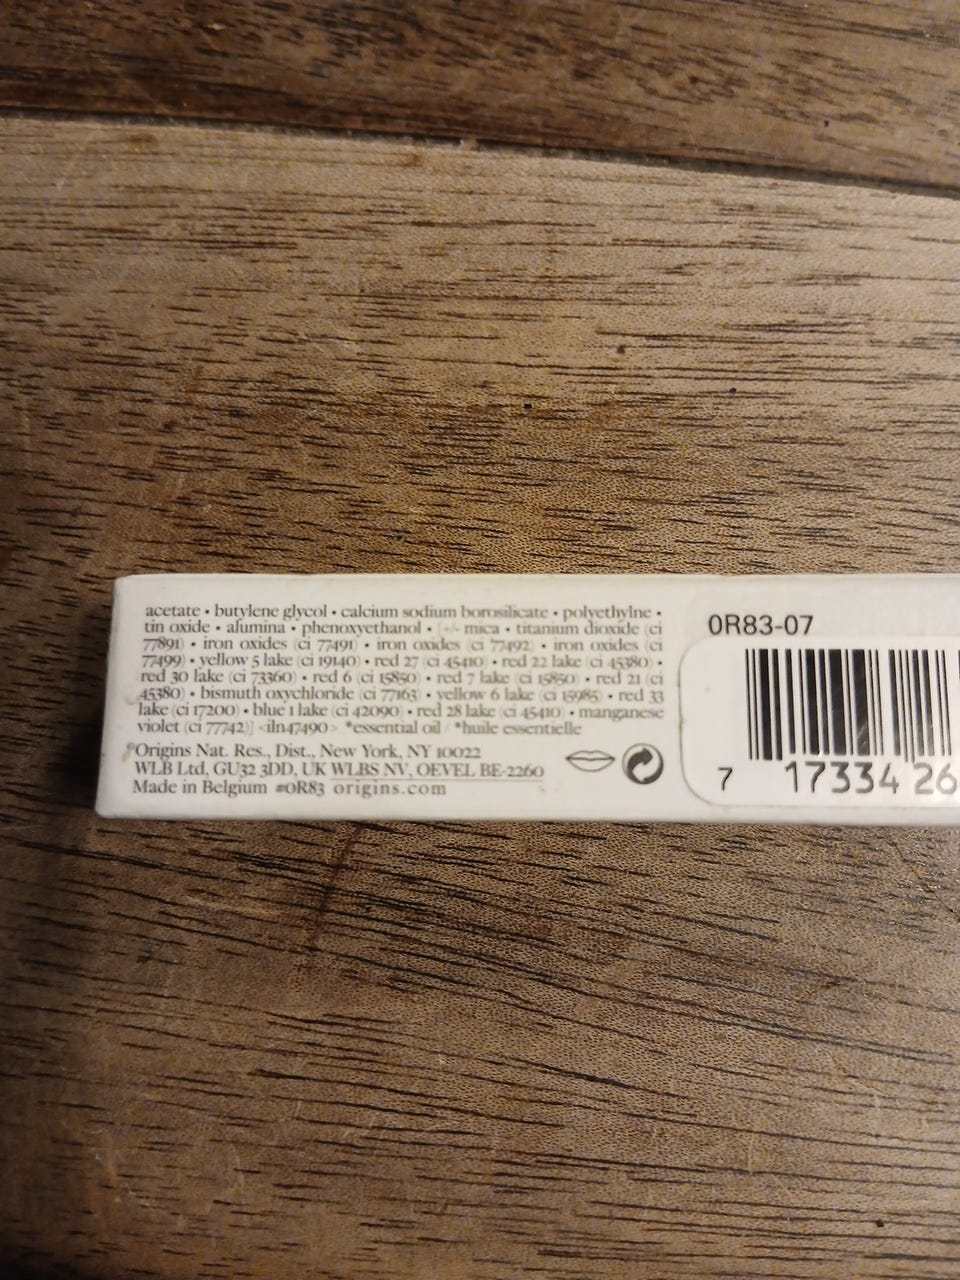 acetate • butylene glycol • calcium sodium borosilicate • polyethylne •
tin oxide • alumina • phenoxyethanol • [+/- mica • titanium dioxide (ci
77891) • iron oxides (ci 77491) • iron oxides (ci 77492) • iron oxides (ci
77499) • yellow 5 lake (ci 19140) • red 27 (ci 45410) • red 22 lake (ci 45380) •
red 30 lake (ci 73360) • red 6 (ci 15850) • red 7 lake (ci 15850) • red 21 (ci
45380) • bismuth oxychloride (ci 77163) • yellow 6 lake (ci 15985) • red 33
lake (ci 17200) • blue 1 lake (ci 42090) • red 28 lake (ci 45410) • manganese
violet (ci 77742)] <iln47490> *essential oil / *huile essentielle
Origins Nat. Res., Dist., New York, NY 10022
WLB Ltd, GU32 3DD, UK WLBS NV, OEVEL BE-2260
Made in Belgium #0R83 origins.com
0R83-07
7 17334 26